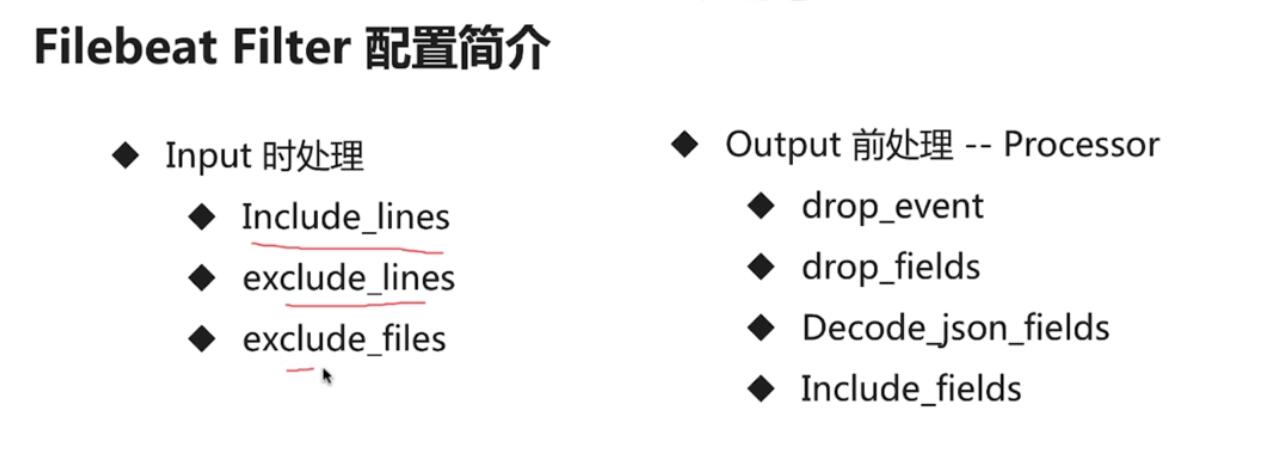 Filebeat Filter 配置简介
Input 时处理
Include_lines
exclude_lines
exclude_files
Output 前处理 -- Processor
drop_event
drop_fields
Decode_json_fields
Include_fields